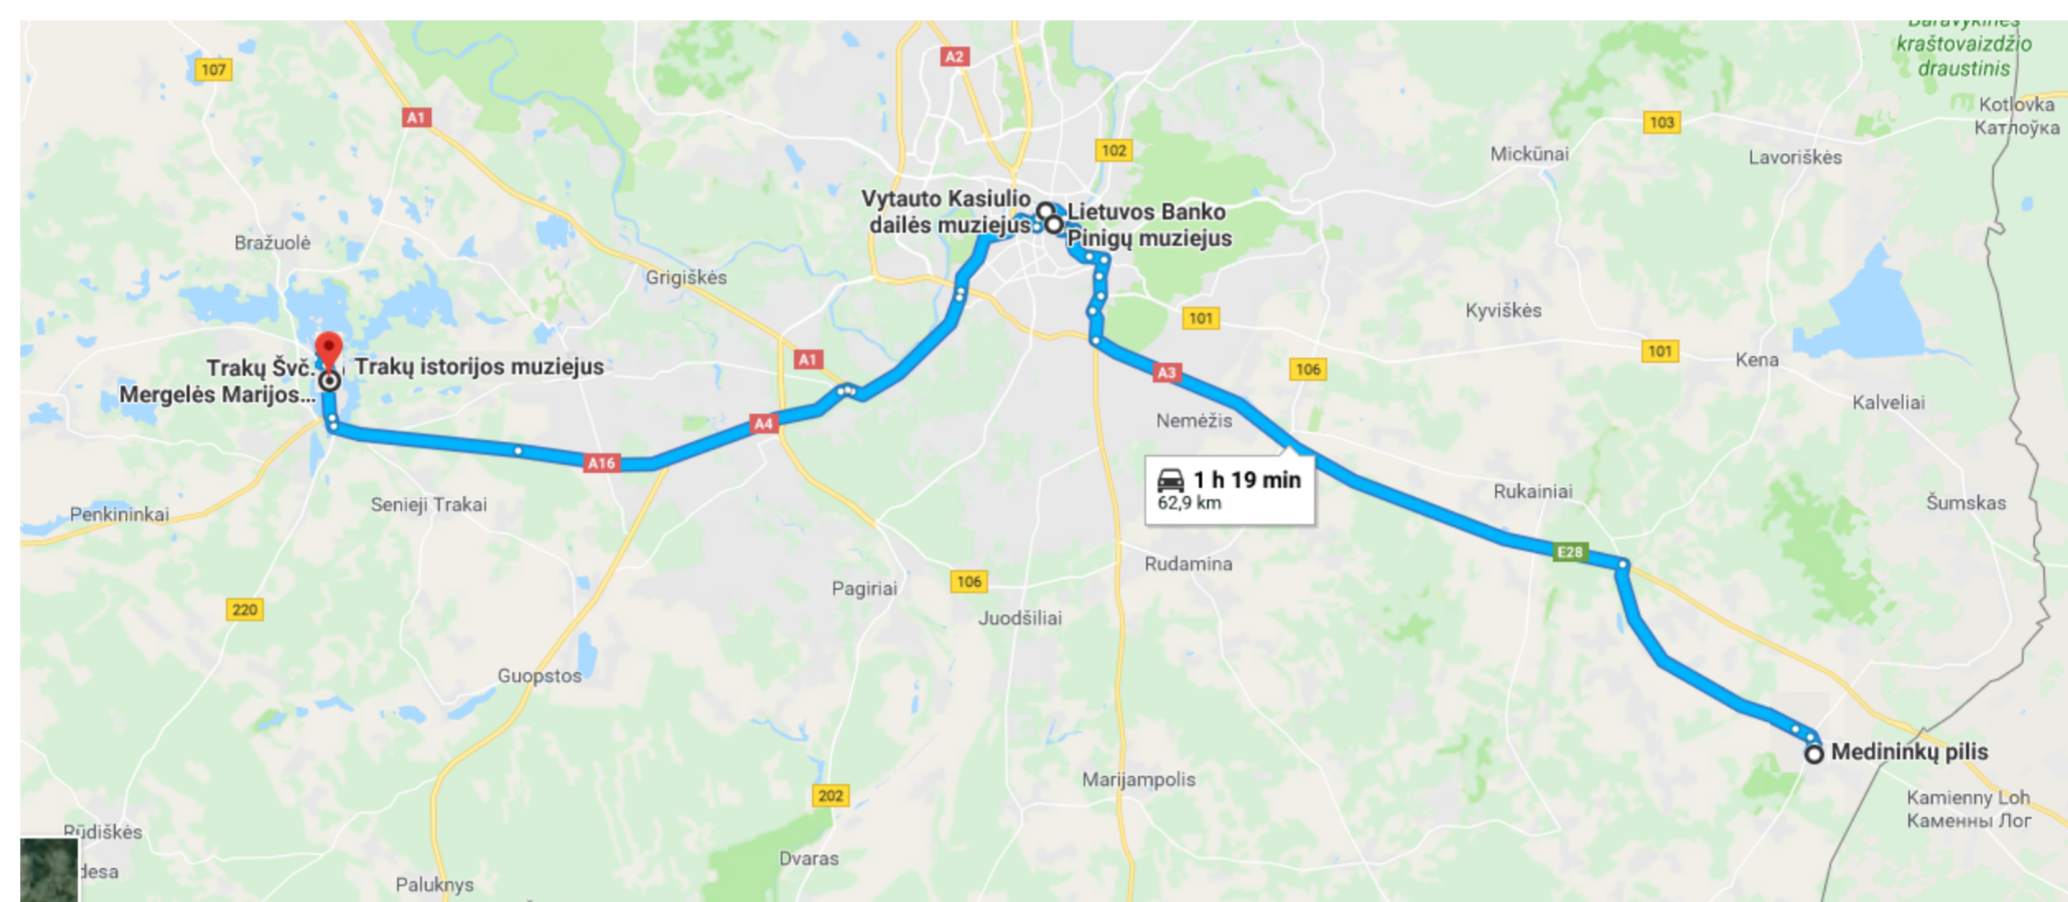 Baravykinės
kraštovaizdžio
draustinis
A2
107
A1
Kotlovka
Катлоўка
103
102
Mickūnai
Lavoriškės
Vytauto Kasiulio
dailės muziejus
Lietuvos Banko
Pinigų muziejus
Bražuolė
Grigiškės
Kyviškės
101
101
A1
Kena
Trakų Švč.
Mergelės Marijos...
Trakų istorijos muziejus
A3
106
Kalveliai
A4
Nemėžis
A16
1 h 19 min
62,9 km
Rukainiai
Senieji Trakai
Šumskas
Penkininkai
E28
Rudamina
106
Pagiriai
220
Juodšiliai
Guopstos
Medininkų pilis
Marijampolis
202
Kamienny Loh
Каменны Лог
Rūdiškės
desa
Dvaras
Paluknys